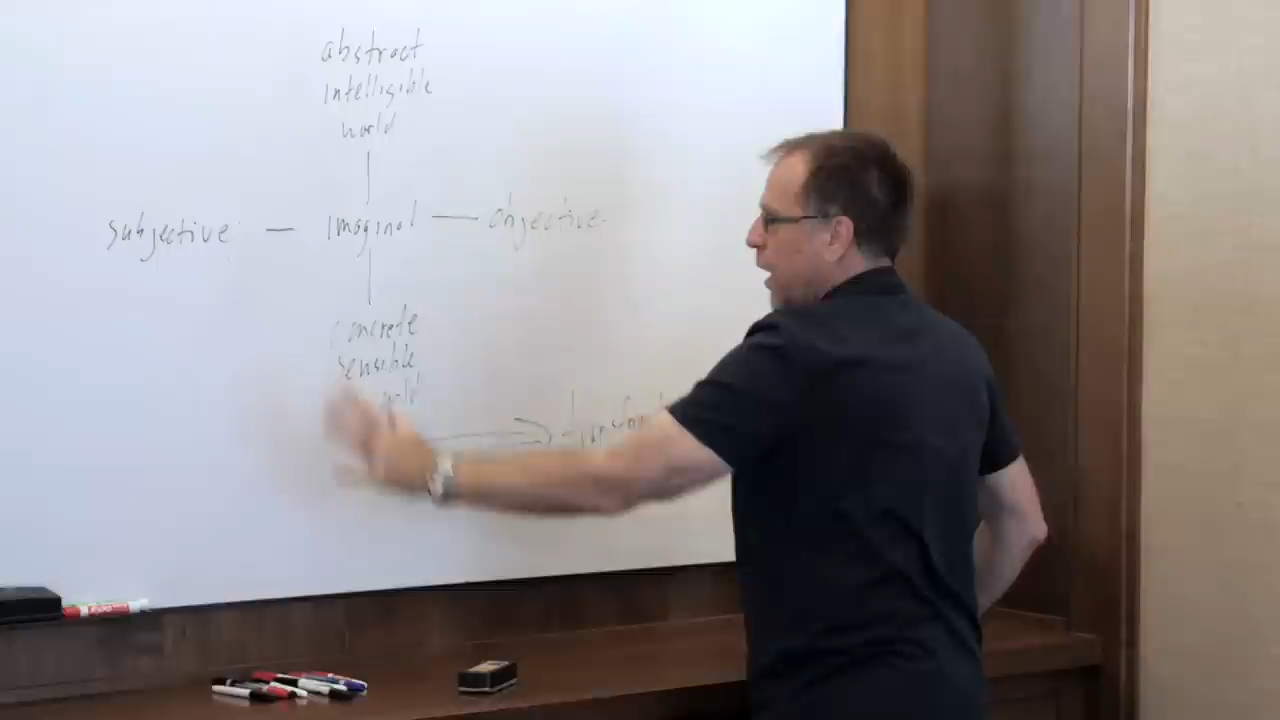 abstract
intelligible
world
subjective — imaginal — objective
concrete
sensible